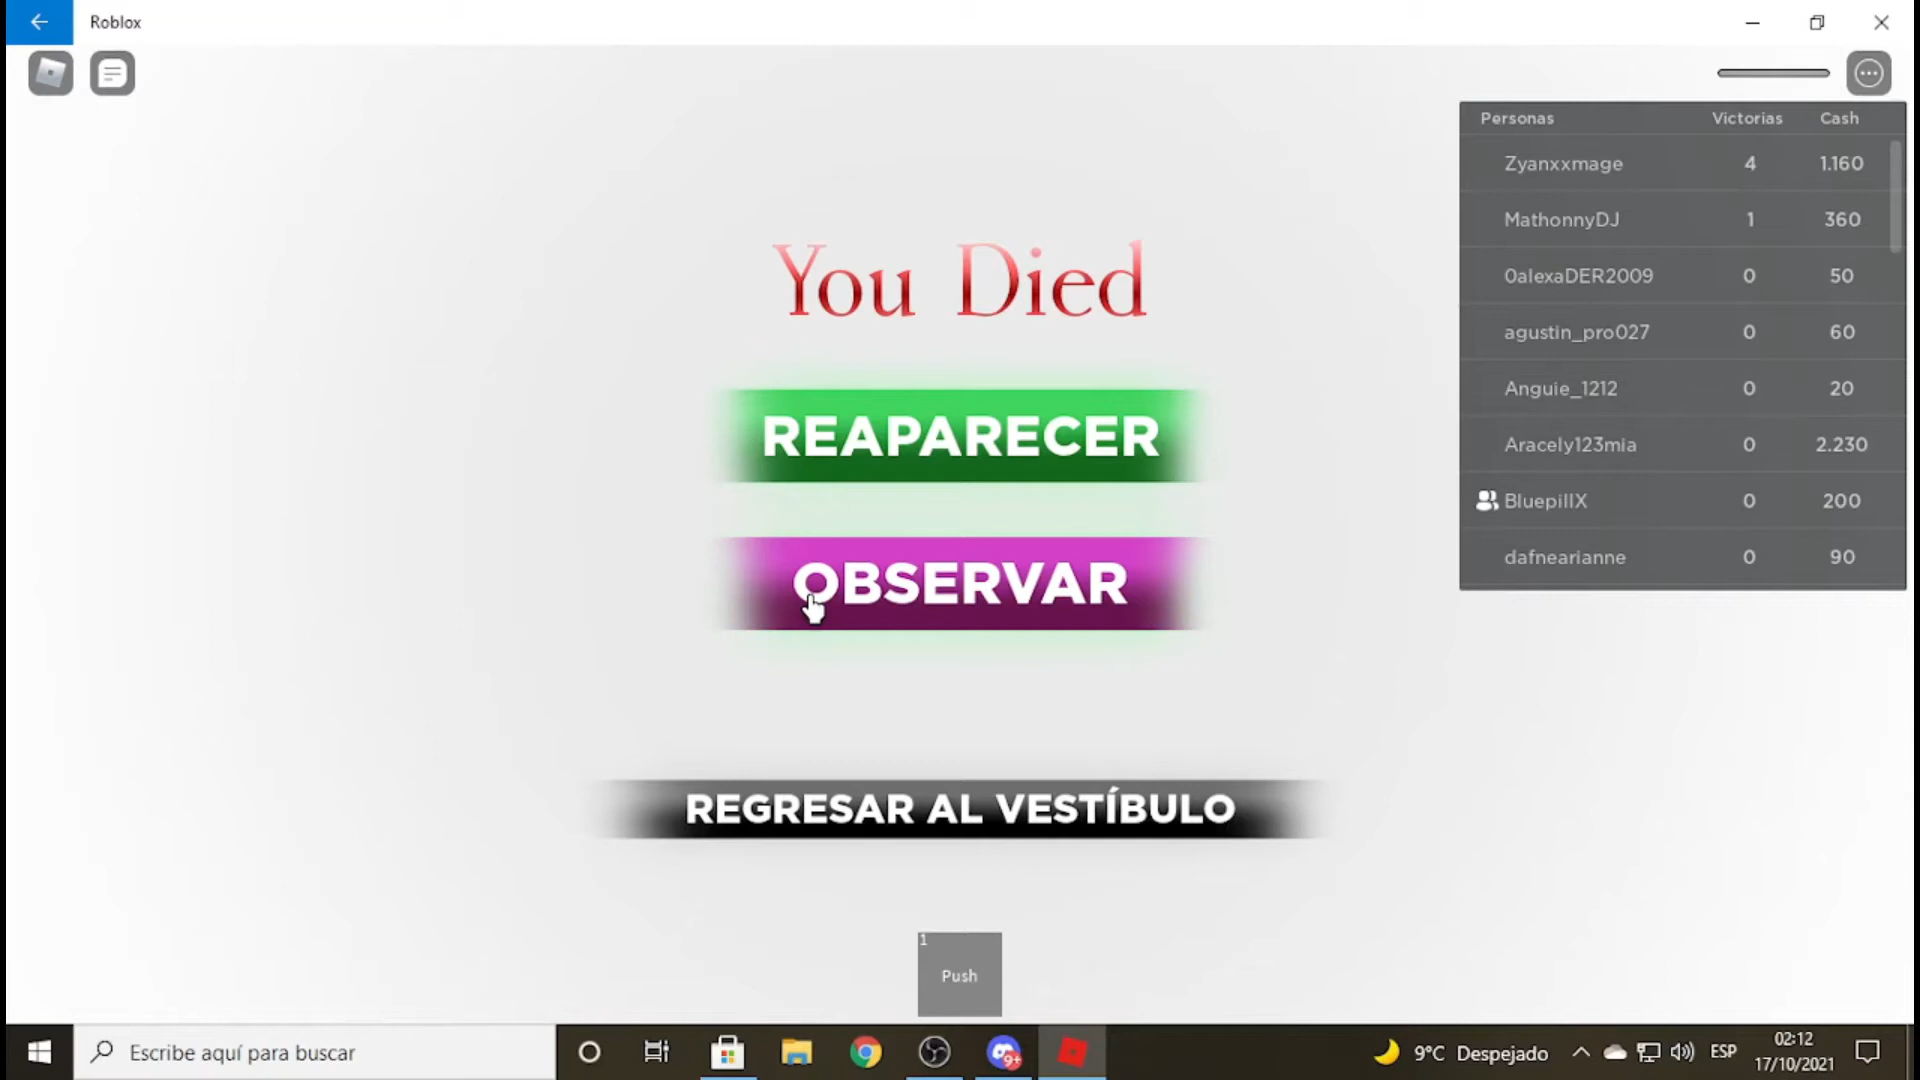 Roblox
Personas Victorias Cash
Zyanxxmage 4 1.160
MathonnyDJ 1 360
0alexaDER2009 0 50
agustin_pro027 0 60
Anguie_1212 0 20
Aracely123mia 0 2.230
BluepillX 0 200
dafnearianne 0 90
You Died
REAPARECER
OBSERVAR
REGRESAR AL VESTÍBULO
1
Push
Escribe aquí para buscar
9+
9°C Despejado
ESP
02:12
17/10/2021